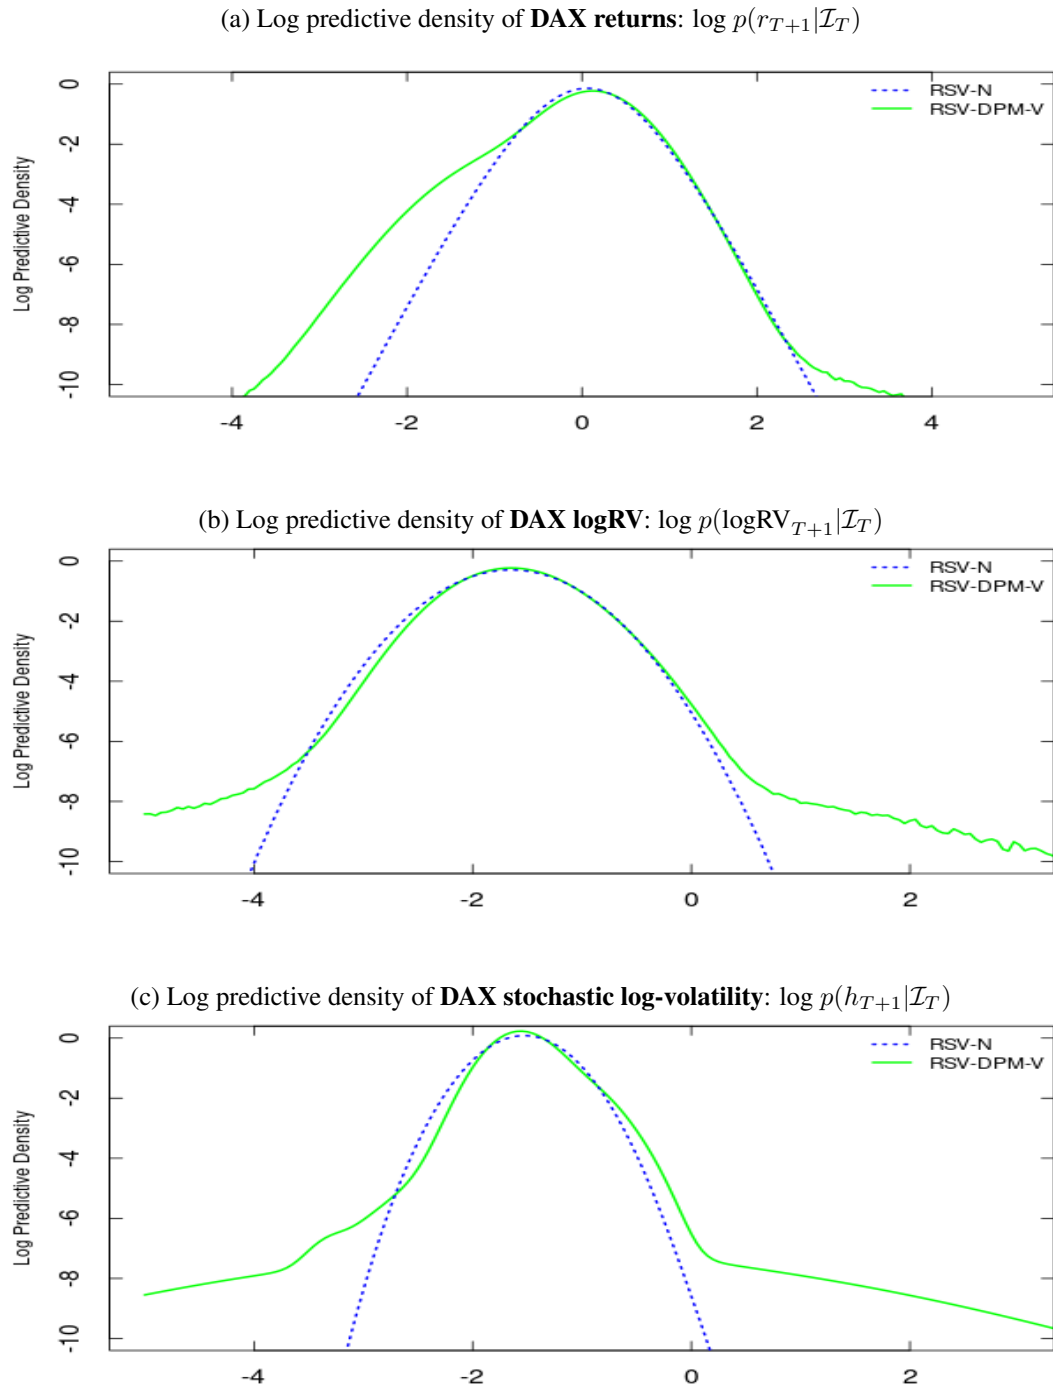 (a) Log predictive density of DAX returns: log p(r_{T+1}|I_T)
Log Predictive Density
0
-2
-4
-6
-8
-10
RSV-N
RSV-DPM-V
-4 -2 0 2 4
(b) Log predictive density of DAX logRV: log p(logRV_{T+1}|I_T)
Log Predictive Density
0
-2
-4
-6
-8
-10
RSV-N
RSV-DPM-V
-4 -2 0 2
(c) Log predictive density of DAX stochastic log-volatility: log p(h_{T+1}|I_T)
Log Predictive Density
0
-2
-4
-6
-8
-10
RSV-N
RSV-DPM-V
-4 -2 0 2